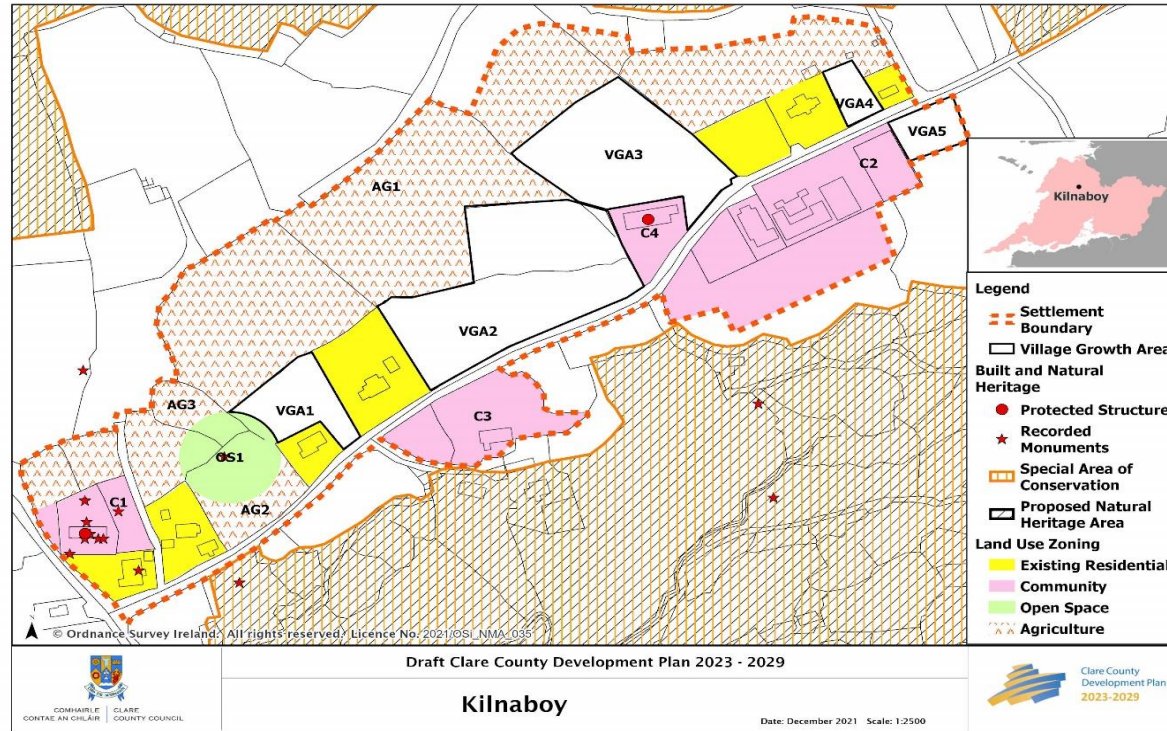 VGA4
VGA5
VGA3
C2
AG1
C4
Kilnaboy
VGA2
AG3
VGA1
C3
OS1
C1
AG2
Legend
Settlement
Boundary
Village Growth Area
Built and Natural
Heritage
Protected Structure
Recorded
Monuments
Special Area of
Conservation
Proposed Natural
Heritage Area
Land Use Zoning
Existing Residential
Community
Open Space
Agriculture
N
© Ordnance Survey Ireland. All rights reserved. Licence No. 2021/OSi_NMA_035
COMHAIRLE CONTAE AN CHLÁIR
CLARE COUNTY COUNCIL
Draft Clare County Development Plan 2023 - 2029
Kilnaboy
Date: December 2021 Scale: 1:2500
Clare County
Development Plan
2023-2029